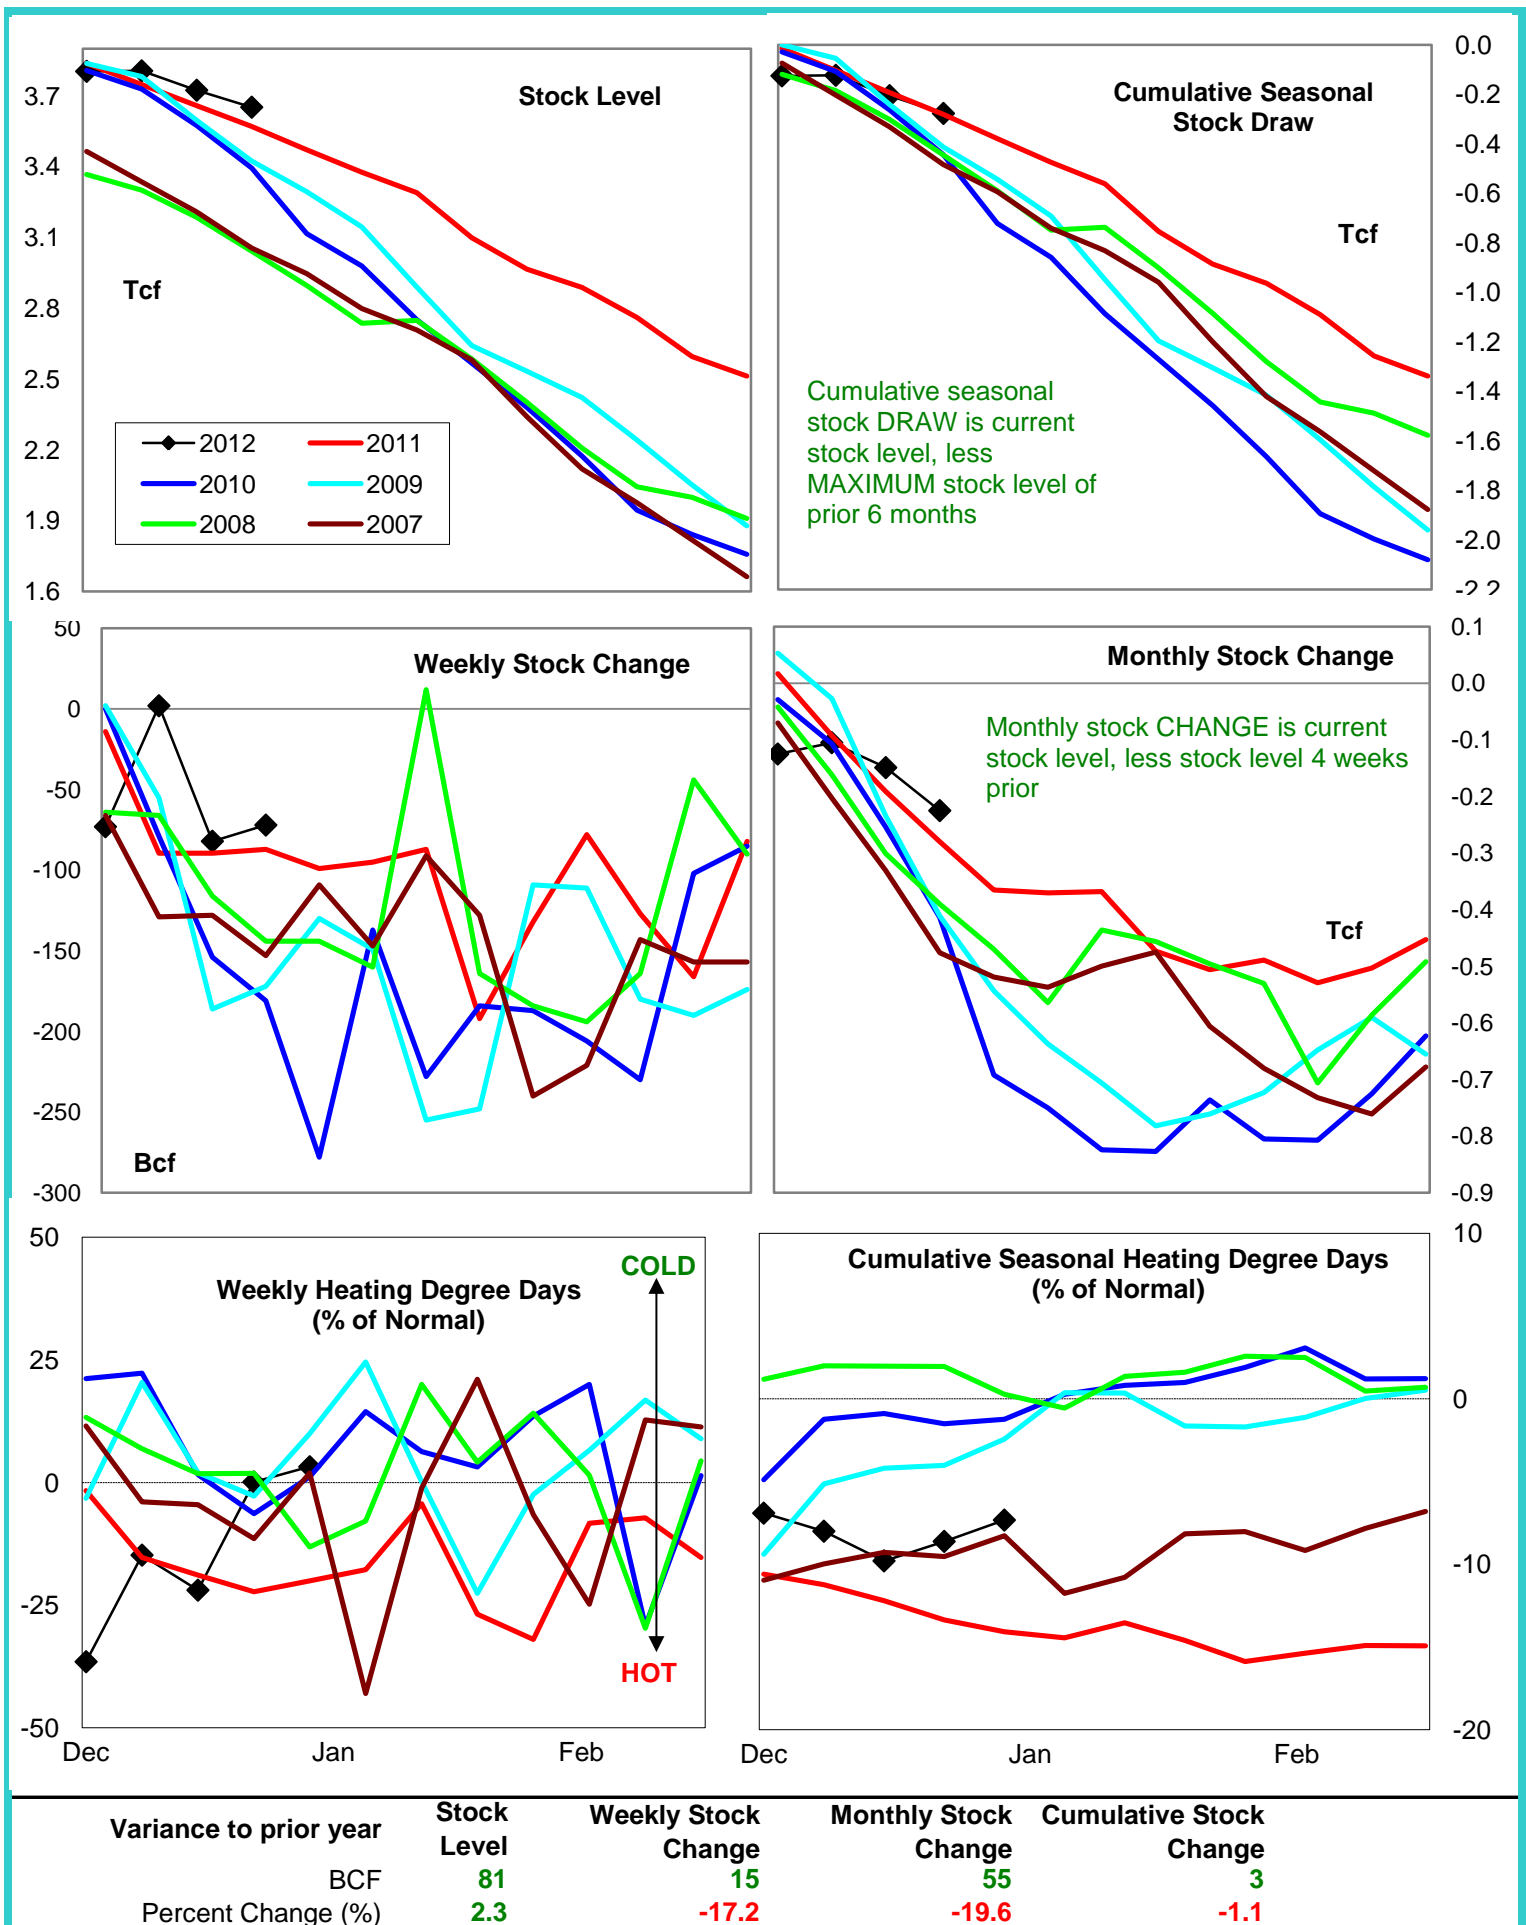 Stock Level
3.7
3.4
3.1
2.8
2.5
2.2
1.9
1.6
Tcf
2012 2011
2010 2009
2008 2007
Cumulative Seasonal
Stock Draw
0.0
-0.2
-0.4
-0.6
-0.8
-1.0
-1.2
-1.4
-1.6
-1.8
-2.0
-2.2
Tcf
Cumulative seasonal
stock DRAW is current
stock level, less
MAXIMUM stock level of
prior 6 months
Weekly Stock Change
50
0
-50
-100
-150
-200
-250
-300
Bcf
Monthly Stock Change
0.1
0.0
-0.1
-0.2
-0.3
-0.4
-0.5
-0.6
-0.7
-0.8
-0.9
Monthly stock CHANGE is current
stock level, less stock level 4 weeks
prior
Tcf
Weekly Heating Degree Days
(% of Normal)
50
25
0
-25
-50
COLD
HOT
Dec Jan Feb
Cumulative Seasonal Heating Degree Days
(% of Normal)
10
0
-10
-20
Dec Jan Feb
Variance to prior year Stock Level Weekly Stock Change Monthly Stock Change Cumulative Stock Change
BCF 81 15 55 3
Percent Change (%) 2.3 -17.2 -19.6 -1.1